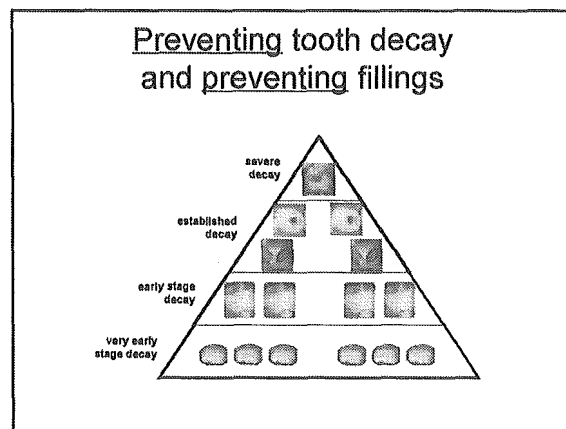 Preventing tooth decay
and preventing fillings
severe
decay
established
decay
early stage
decay
very early
stage decay